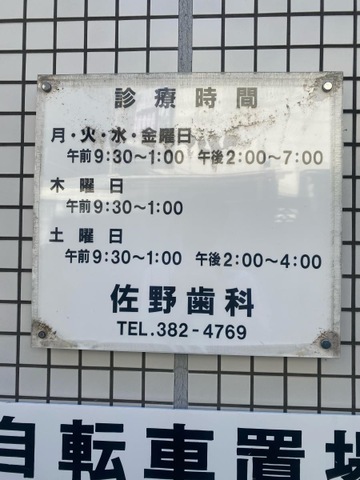 診療時間
月・火・水・金曜日
午前9:30〜1:00 午後2:00〜7:00
木曜日
午前9:30〜1:00
土曜日
午前9:30〜1:00 午後2:00〜4:00
佐野歯科
TEL.382-4769
自転車置場